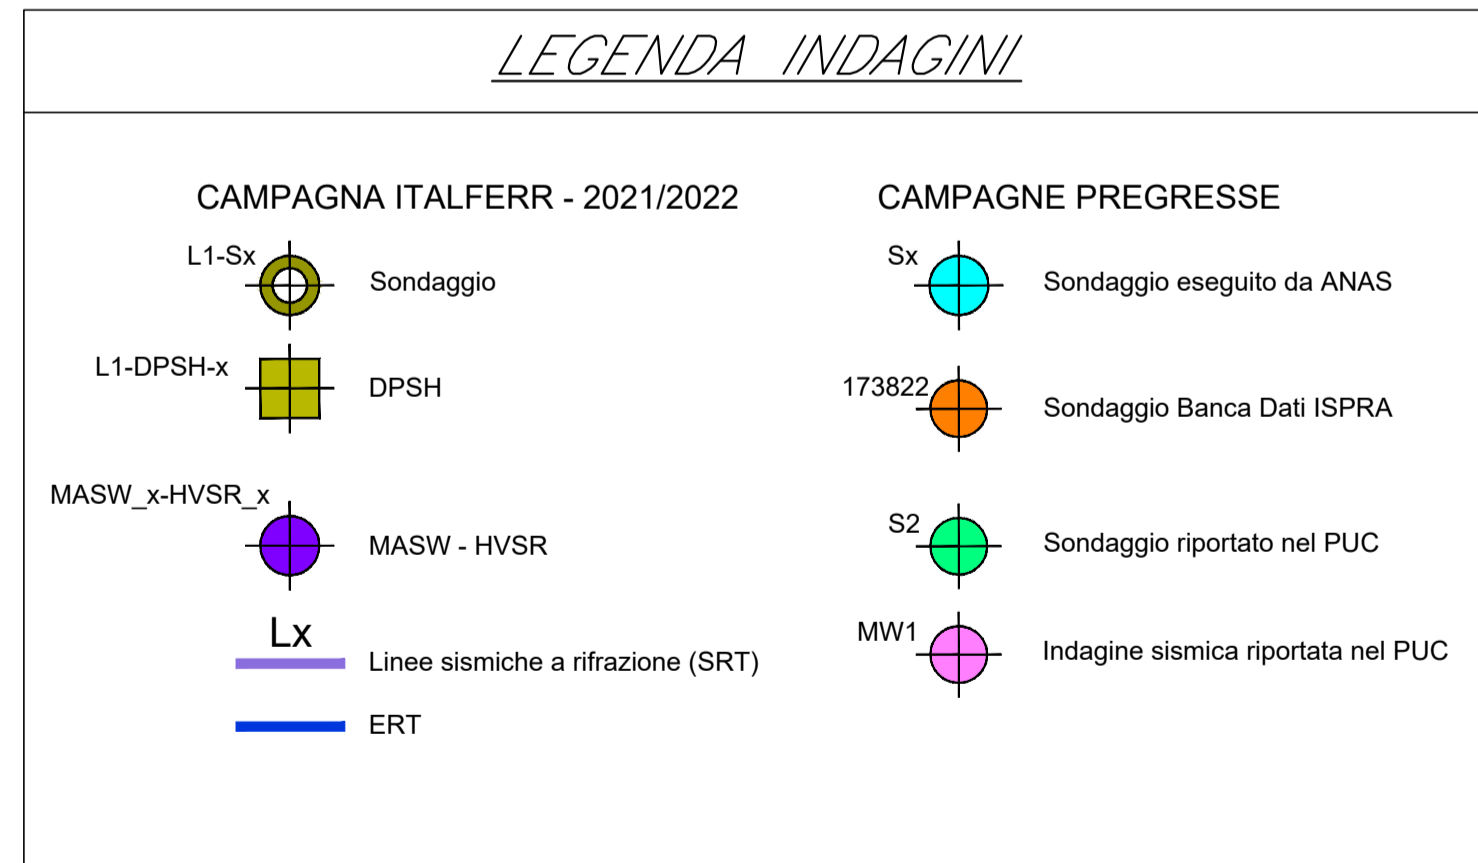 LEGENDA INDAGINI
CAMPAGNA ITALFERR - 2021/2022
L1-Sx
Sondaggio
L1-DPSH-x
DPSH
MASW_x-HVSR_x
MASW - HVSR
Lx
Linee sismiche a rifrazione (SRT)
ERT
CAMPAGNE PREGRESSE
Sx
Sondaggio eseguito da ANAS
173822
Sondaggio Banca Dati ISPRA
S2
Sondaggio riportato nel PUC
MW1
Indagine sismica riportata nel PUC